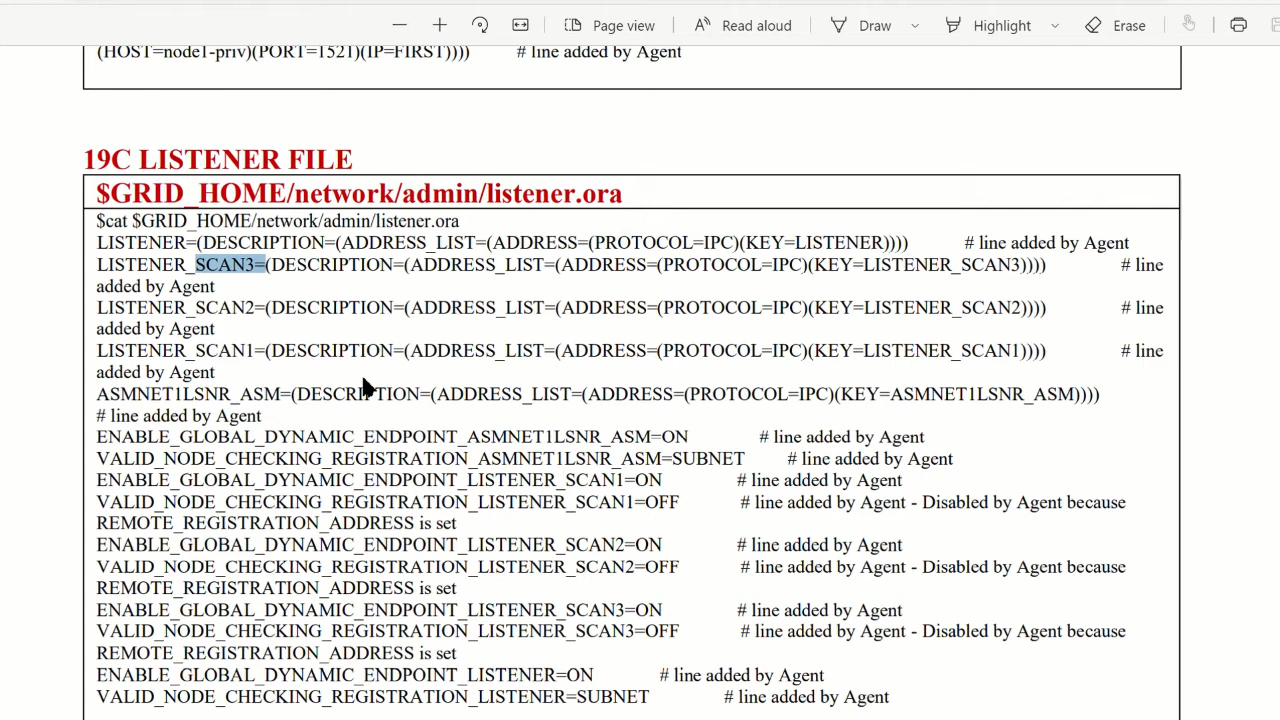 Page view
Read aloud
Draw
Highlight
Erase
(HOST=node1-priv)(PORT=1521)(IP=FIRST)))) # line added by Agent
19C LISTENER FILE
$GRID_HOME/network/admin/listener.ora
$cat $GRID_HOME/network/admin/listener.ora
LISTENER=(DESCRIPTION=(ADDRESS_LIST=(ADDRESS=(PROTOCOL=IPC)(KEY=LISTENER)))) # line added by Agent
LISTENER_SCAN3=(DESCRIPTION=(ADDRESS_LIST=(ADDRESS=(PROTOCOL=IPC)(KEY=LISTENER_SCAN3)))) # line
added by Agent
LISTENER_SCAN2=(DESCRIPTION=(ADDRESS_LIST=(ADDRESS=(PROTOCOL=IPC)(KEY=LISTENER_SCAN2)))) # line
added by Agent
LISTENER_SCAN1=(DESCRIPTION=(ADDRESS_LIST=(ADDRESS=(PROTOCOL=IPC)(KEY=LISTENER_SCAN1)))) # line
added by Agent
ASMNET1LSNR_ASM=(DESCRIPTION=(ADDRESS_LIST=(ADDRESS=(PROTOCOL=IPC)(KEY=ASMNET1LSNR_ASM))))
# line added by Agent
ENABLE_GLOBAL_DYNAMIC_ENDPOINT_ASMNET1LSNR_ASM=ON # line added by Agent
VALID_NODE_CHECKING_REGISTRATION_ASMNET1LSNR_ASM=SUBNET # line added by Agent
ENABLE_GLOBAL_DYNAMIC_ENDPOINT_LISTENER_SCAN1=ON # line added by Agent
VALID_NODE_CHECKING_REGISTRATION_LISTENER_SCAN1=OFF # line added by Agent - Disabled by Agent because
REMOTE_REGISTRATION_ADDRESS is set
ENABLE_GLOBAL_DYNAMIC_ENDPOINT_LISTENER_SCAN2=ON # line added by Agent
VALID_NODE_CHECKING_REGISTRATION_LISTENER_SCAN2=OFF # line added by Agent - Disabled by Agent because
REMOTE_REGISTRATION_ADDRESS is set
ENABLE_GLOBAL_DYNAMIC_ENDPOINT_LISTENER_SCAN3=ON # line added by Agent
VALID_NODE_CHECKING_REGISTRATION_LISTENER_SCAN3=OFF # line added by Agent - Disabled by Agent because
REMOTE_REGISTRATION_ADDRESS is set
ENABLE_GLOBAL_DYNAMIC_ENDPOINT_LISTENER=ON # line added by Agent
VALID_NODE_CHECKING_REGISTRATION_LISTENER=SUBNET # line added by Agent